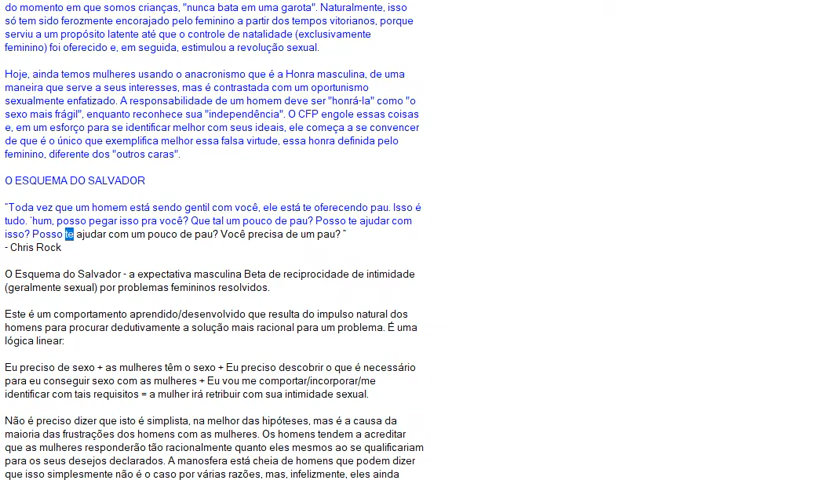 do momento em que somos crianças, "nunca bata em uma garota". Naturalmente, isso
só tem sido ferozmente encorajado pelo feminino a partir dos tempos vitorianos, porque
serviu a um propósito latente até que o controle de natalidade (exclusivamente
feminino) foi oferecido e, em seguida, estimulou a revolução sexual.
Hoje, ainda temos mulheres usando o anacronismo que é a Honra masculina, de uma
maneira que serve a seus interesses, mas é contrastada com um oportunismo
sexualmente enfatizado. A responsabilidade de um homem deve ser "honrá-la" como "o
sexo mais frágil", enquanto reconhece sua "independência". O CFP engole essas coisas
e, em um esforço para se identificar melhor com seus ideais, ele começa a se convencer
de que é o único que exemplifica melhor essa falsa virtude, essa honra definida pelo
feminino, diferente dos "outros caras".
O ESQUEMA DO SALVADOR
"Toda vez que um homem está sendo gentil com você, ele está te oferecendo pau. Isso é
tudo. 'hum, posso pegar isso pra você? Que tal um pouco de pau? Posso te ajudar com
isso? Posso te ajudar com um pouco de pau? Você precisa de um pau? "
- Chris Rock
O Esquema do Salvador - a expectativa masculina Beta de reciprocidade de intimidade
(geralmente sexual) por problemas femininos resolvidos.
Este é um comportamento aprendido/desenvolvido que resulta do impulso natural dos
homens para procurar dedutivamente a solução mais racional para um problema. É uma
lógica linear:
Eu preciso de sexo + as mulheres têm o sexo + Eu preciso descobrir o que é necessário
para eu conseguir sexo com as mulheres + Eu vou me comportar/incorporar/me
identificar com tais requisitos = a mulher irá retribuir com sua intimidade sexual.
Não é preciso dizer que isto é simplista, na melhor das hipóteses, mas é a causa da
maioria das frustrações dos homens com as mulheres. Os homens tendem a acreditar
que as mulheres responderão tão racionalmente quanto eles mesmos ao se qualificariam
para os seus desejos declarados. A manosfera está cheia de homens que podem dizer
que isso simplesmente não é o caso por várias razões, mas, infelizmente, eles ainda